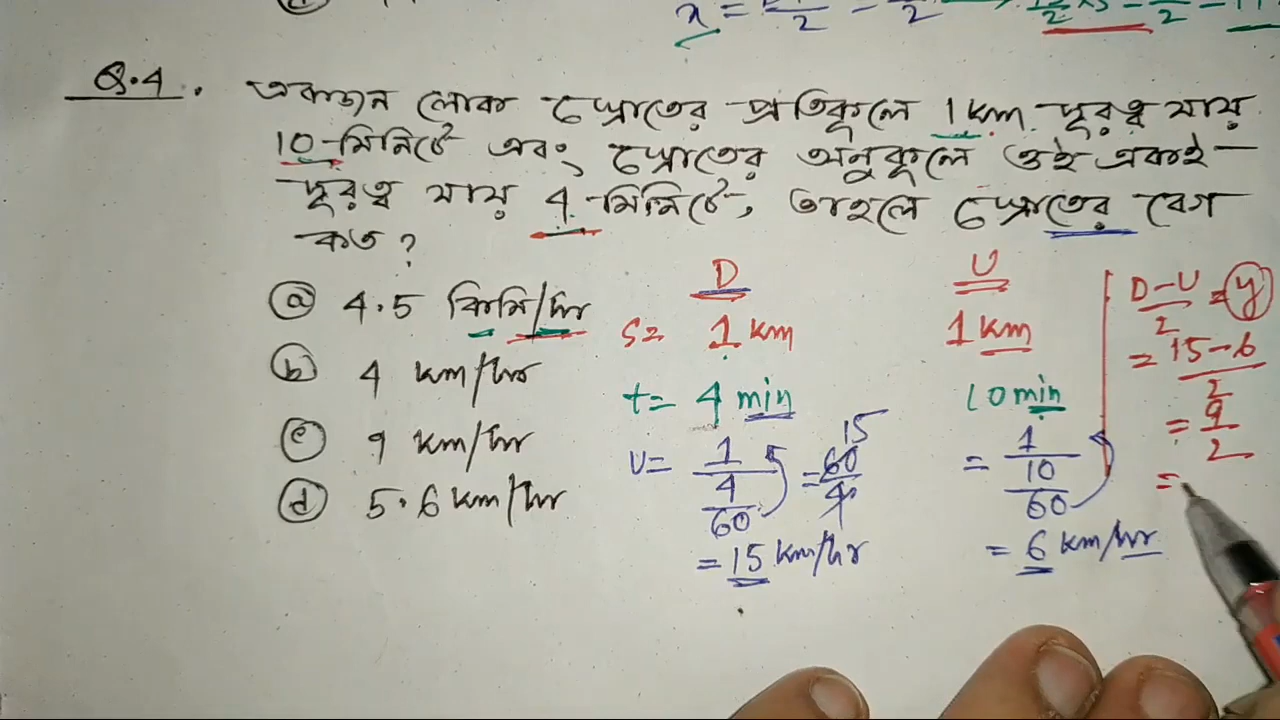 Q.4. একজন লোক স্রোতের প্রতিকূলে 1 km দূরত্ব যায়
10 মিনিটে এবং স্রোতের অনুকূলে ওই একই
দূরত্ব যায় 4 মিনিটে, তাহলে স্রোতের বেগ
কত ?
(a) 4.5 কিমি/hr
(b) 4 km/hr
(c) 9 km/hr
(d) 5.6 km/hr
D U
S = 1 km 1 km
t = 4 min 10 min
v = 1/(4/60) = 60/4 15
= 15 km/hr
= 1/(10/60)
= 6 km/hr
(D-U)/2 = y
= (15-6)/2
= 9/2
=